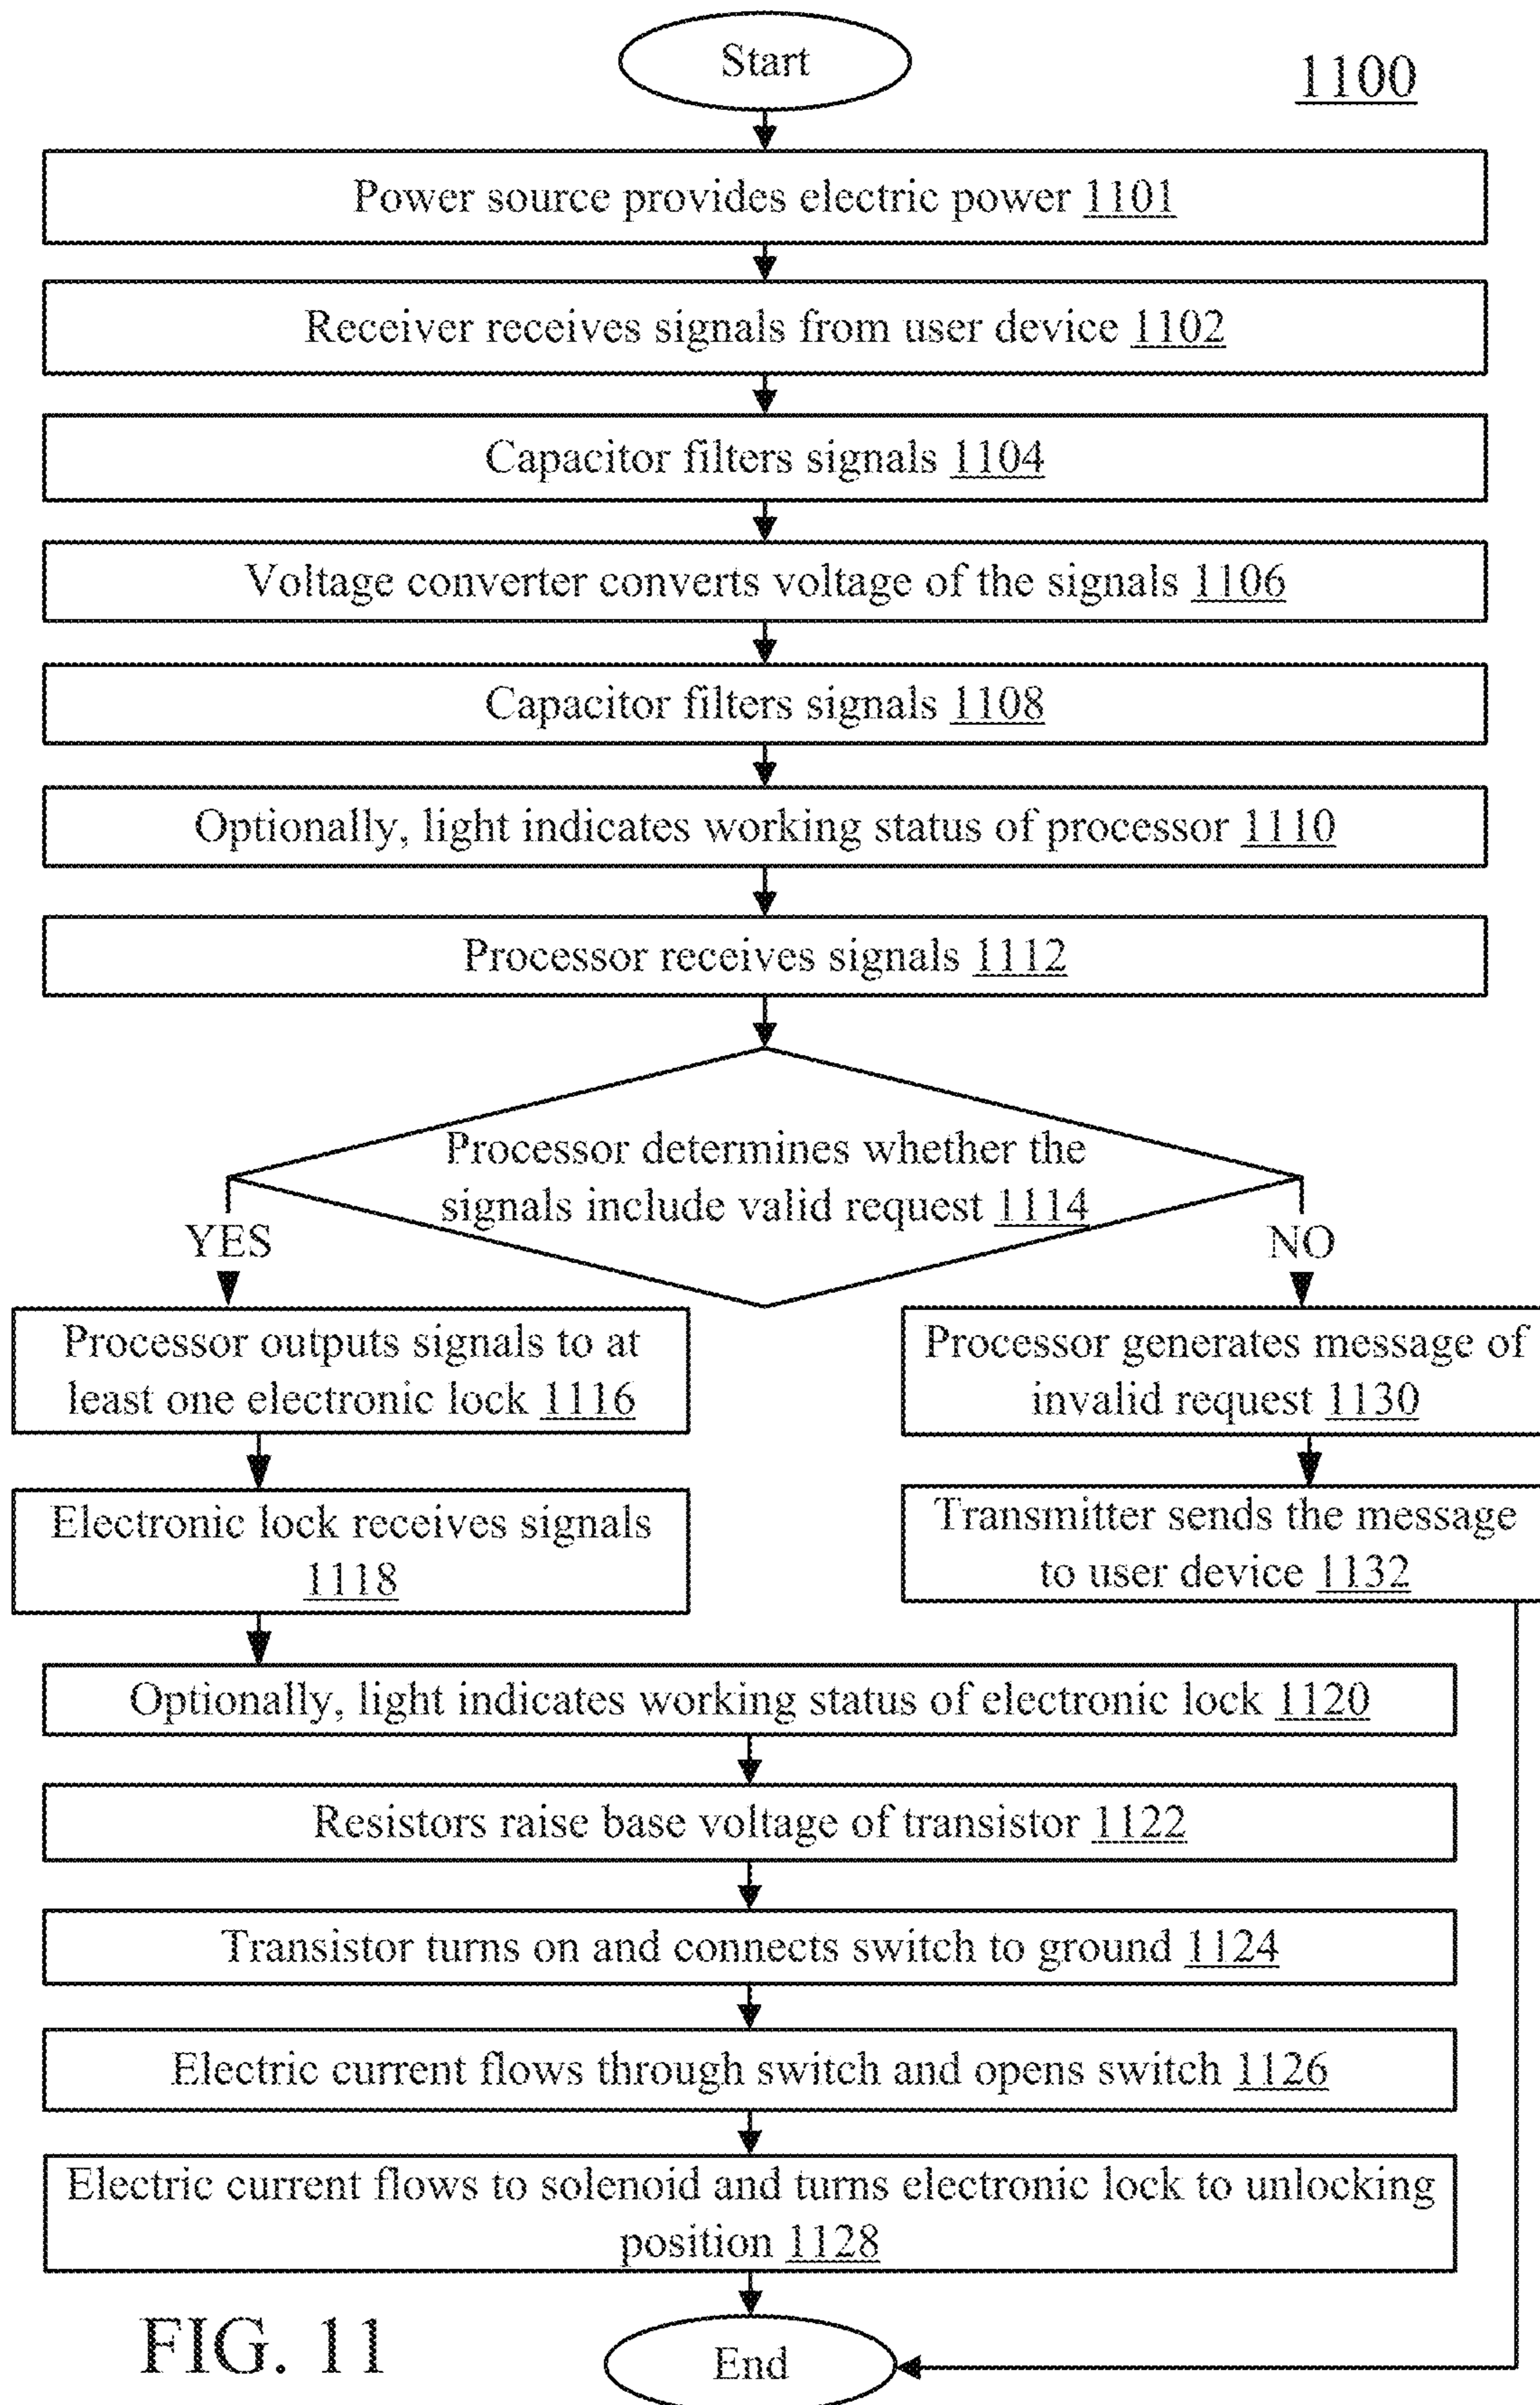 Start
1100
Power source provides electric power 1101
Receiver receives signals from user device 1102
Capacitor filters signals 1104
Voltage converter converts voltage of the signals 1106
Capacitor filters signals 1108
Optionally, light indicates working status of processor 1110
Processor receives signals 1112
Processor determines whether the
signals include valid request 1114
YES
NO
Processor outputs signals to at
least one electronic lock 1116
Processor generates message of
invalid request 1130
Electronic lock receives signals
1118
Transmitter sends the message
to user device 1132
Optionally, light indicates working status of electronic lock 1120
Resistors raise base voltage of transistor 1122
Transistor turns on and connects switch to ground 1124
Electric current flows through switch and opens switch 1126
Electric current flows to solenoid and turns electronic lock to unlocking
position 1128
FIG. 11
End